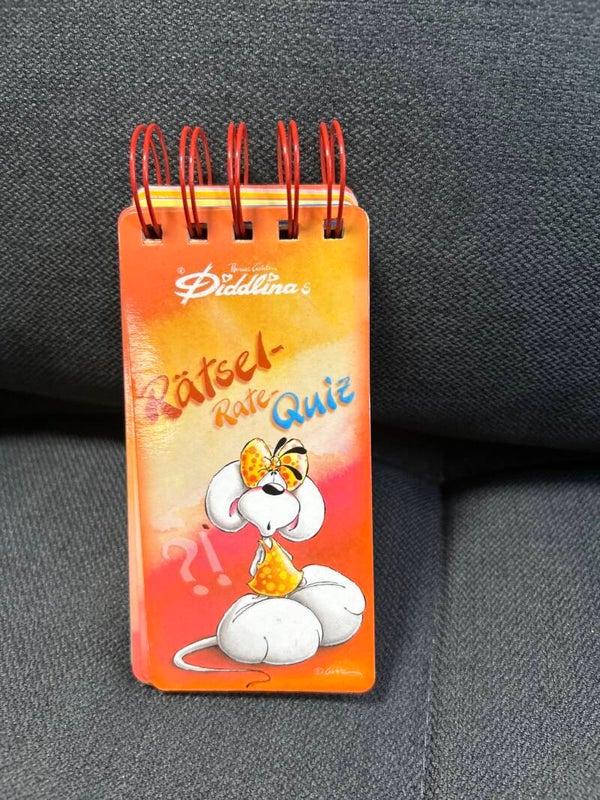 © Diddlina s
Rätsel-
Rate-
Quiz
?!
©